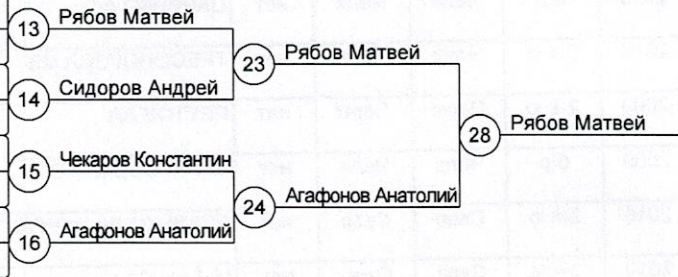 13 Рябов Матвей
23 Рябов Матвей
14 Сидоров Андрей
28 Рябов Матвей
15 Чекаров Константин
24 Агафонов Анатолий
16 Агафонов Анатолий